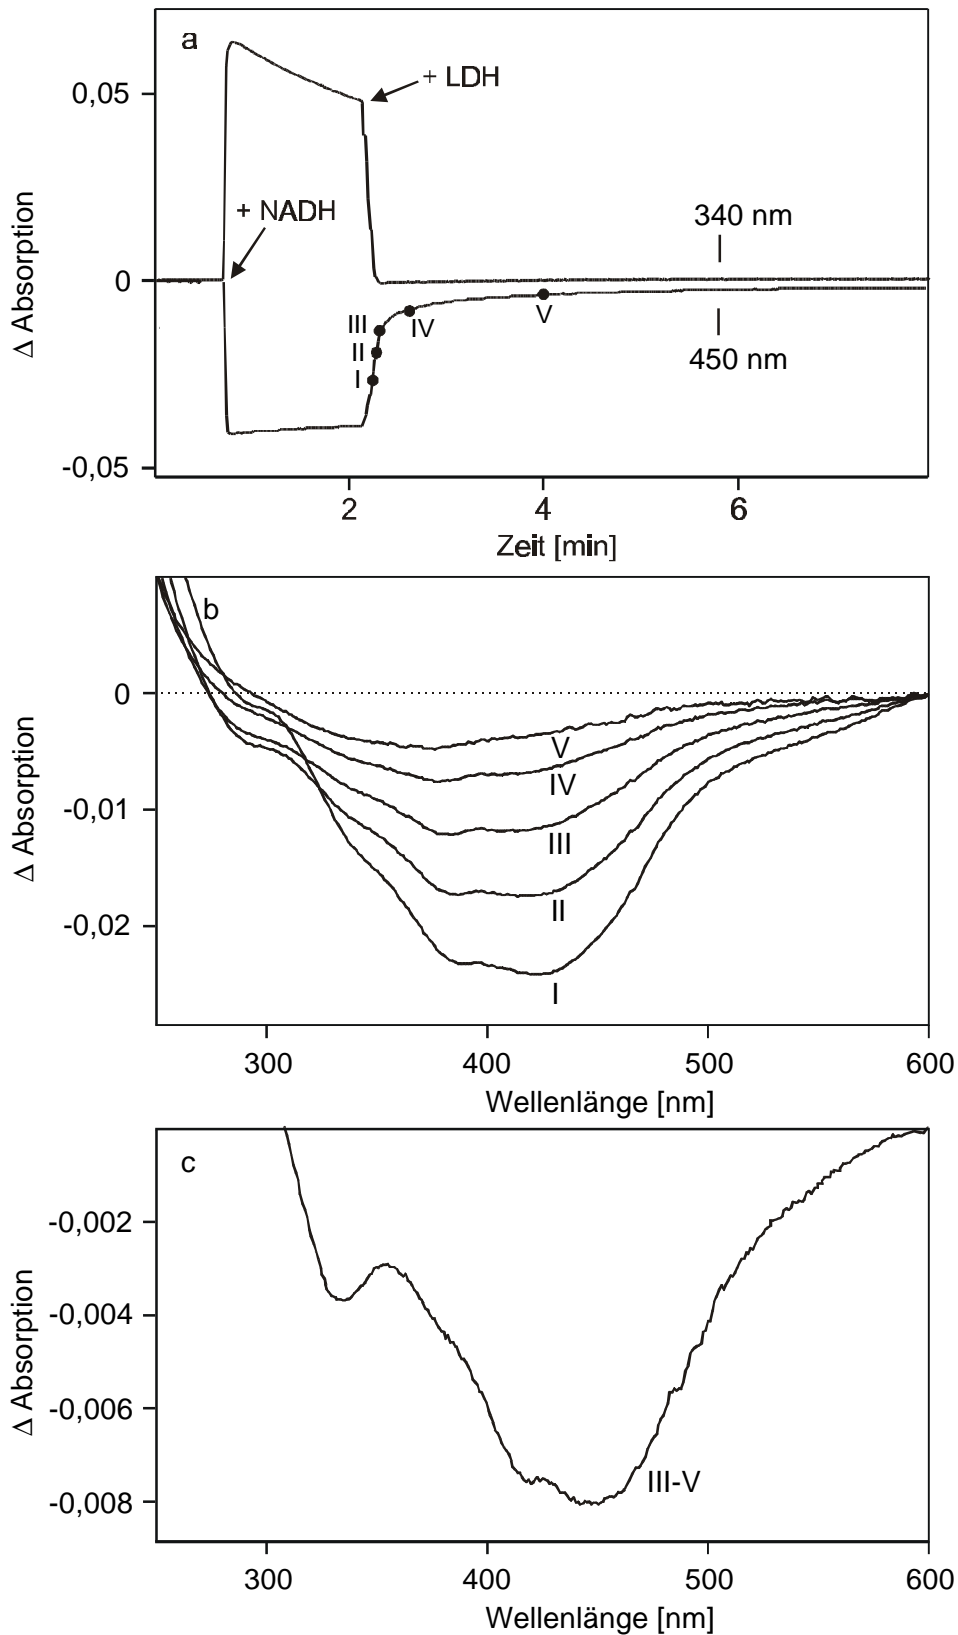 a
+ LDH
0,05
+ NADH
340 nm
Δ Absorption
0
III
IV
V
II
I
450 nm
-0,05
2
4
6
Zeit [min]
b
0
V
IV
Δ Absorption
-0,01
III
II
-0,02
I
300
400
500
600
Wellenlänge [nm]
c
-0,002
-0,004
Δ Absorption
-0,006
III-V
-0,008
300
400
500
600
Wellenlänge [nm]